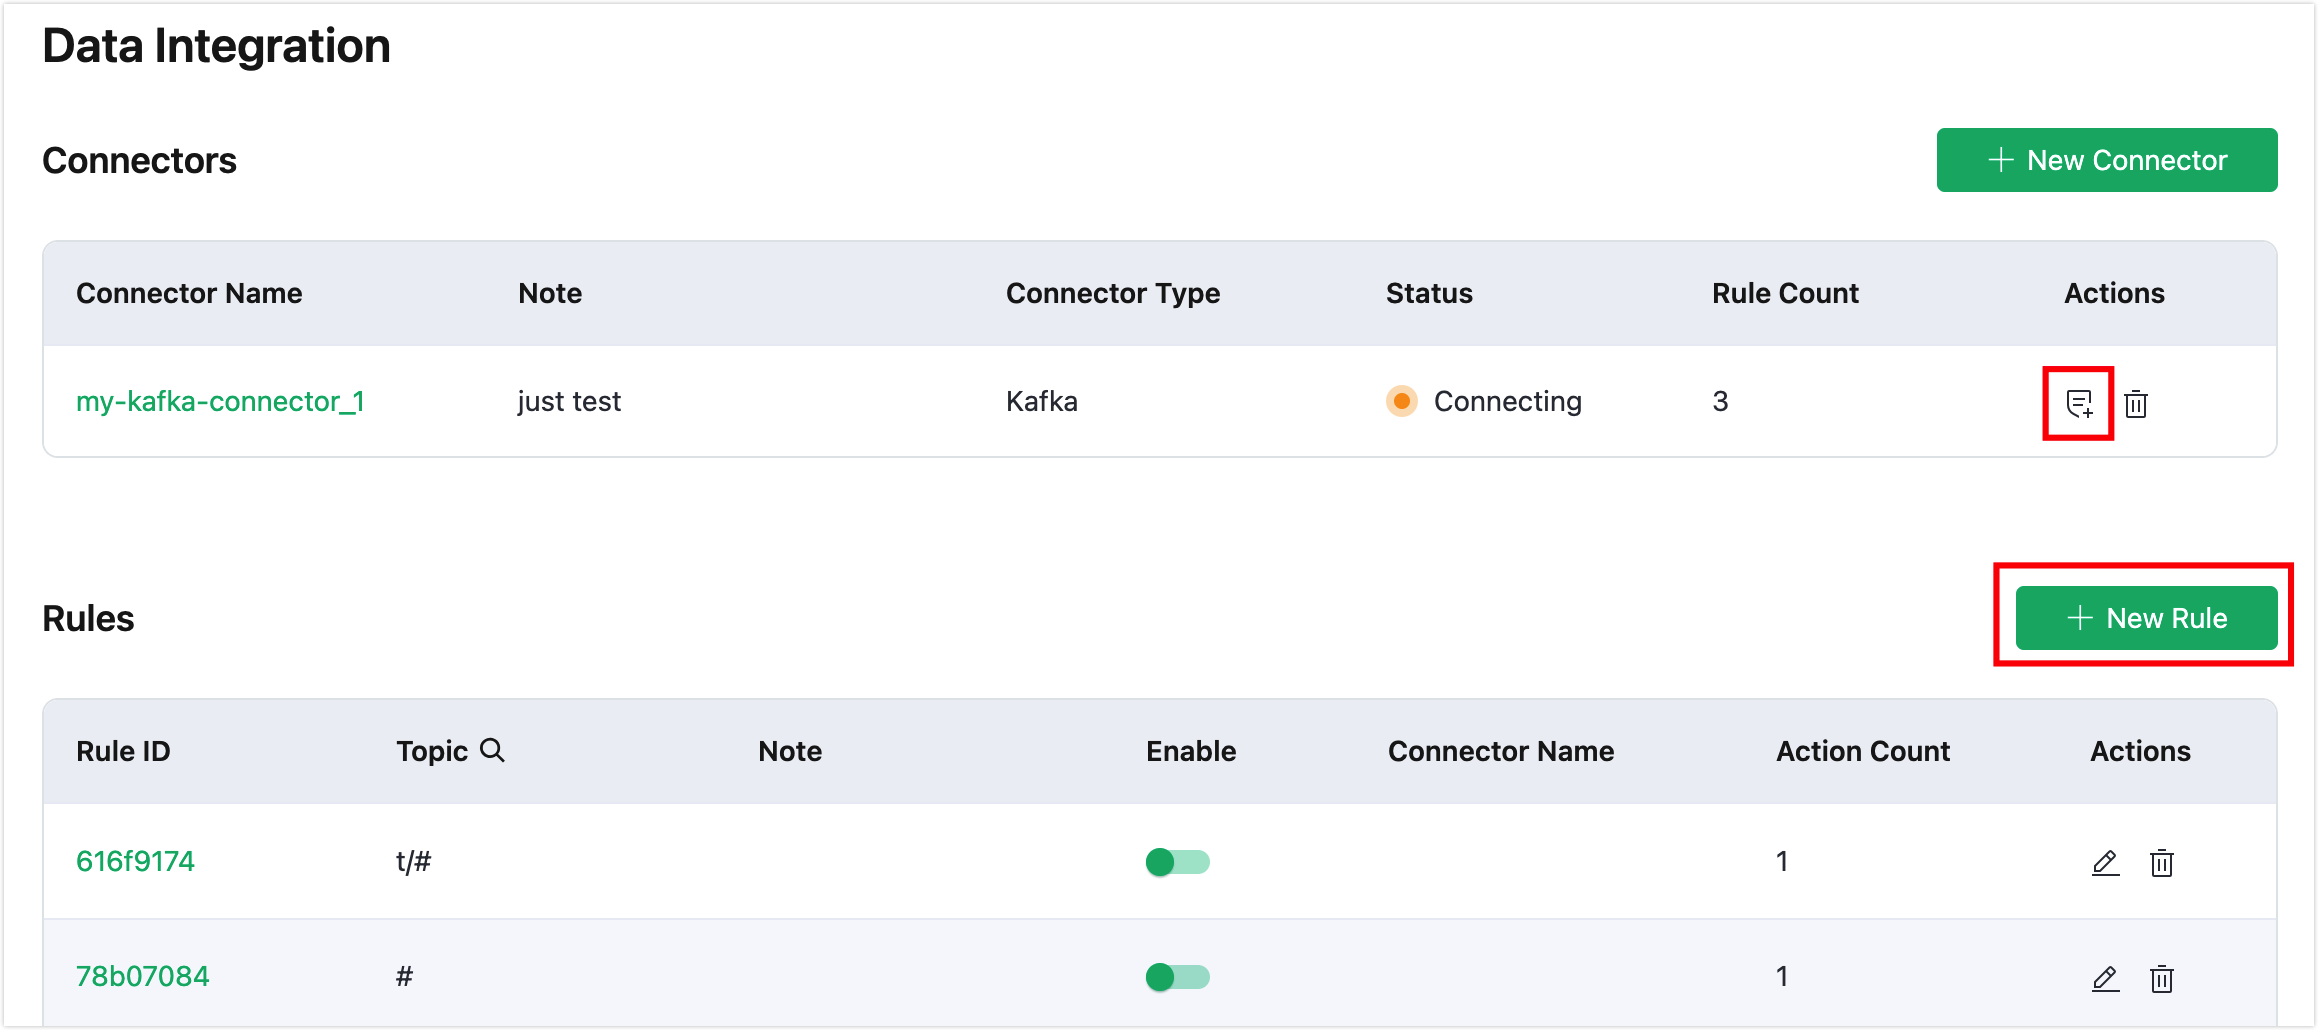 Data Integration
Connectors
New Connector
Connector Name Note Connector Type Status Rule Count Actions
my-kafka-connector_1 just test Kafka Connecting 3
Rules
New Rule
Rule ID Topic Note Enable Connector Name Action Count Actions
616f9174 t/# 1
78b07084 # 1